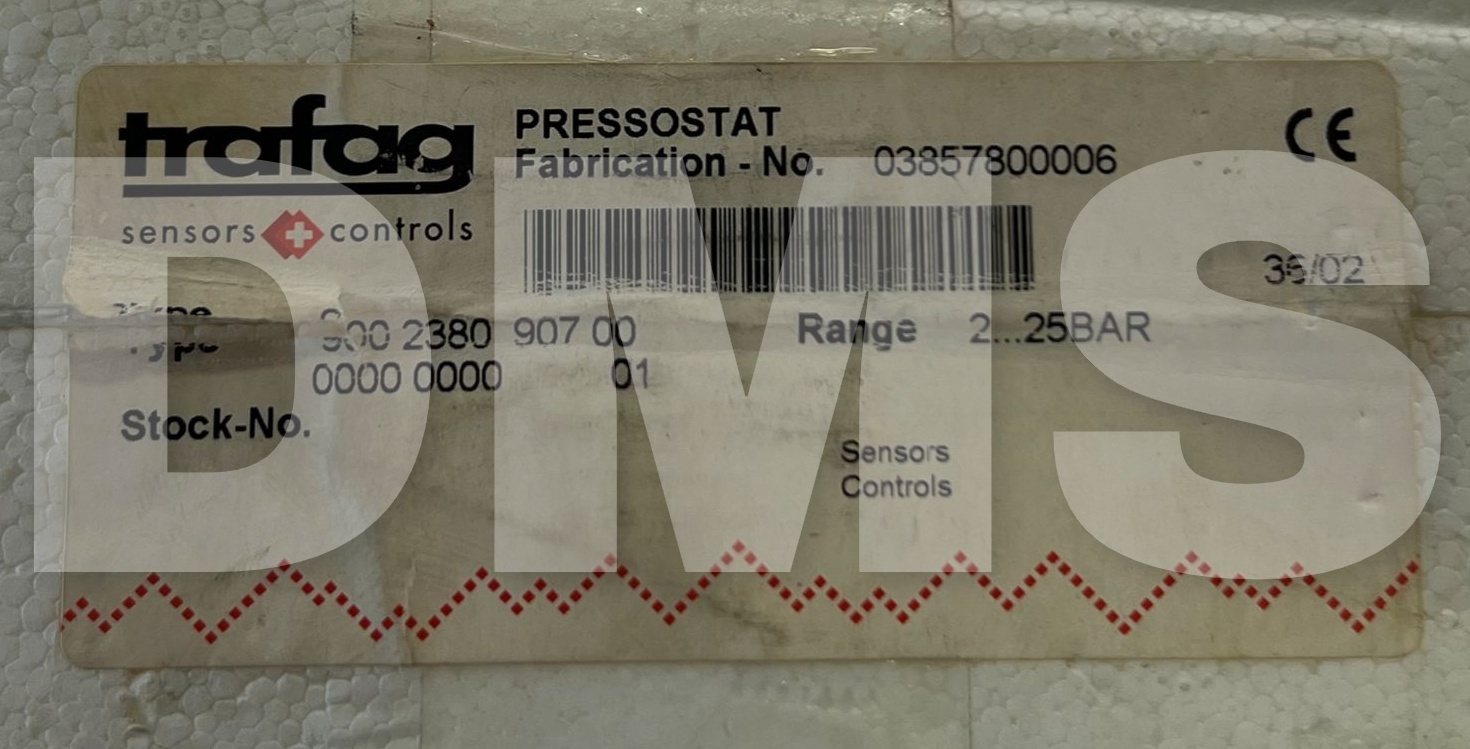 trafag
sensors controls
PRESSOSTAT
Fabrication - No. 03857800006
CE
36/02
Type 900 2380 907 00
0000 0000 01
Range 2...25BAR
Stock-No.
Sensors
Controls
DMS